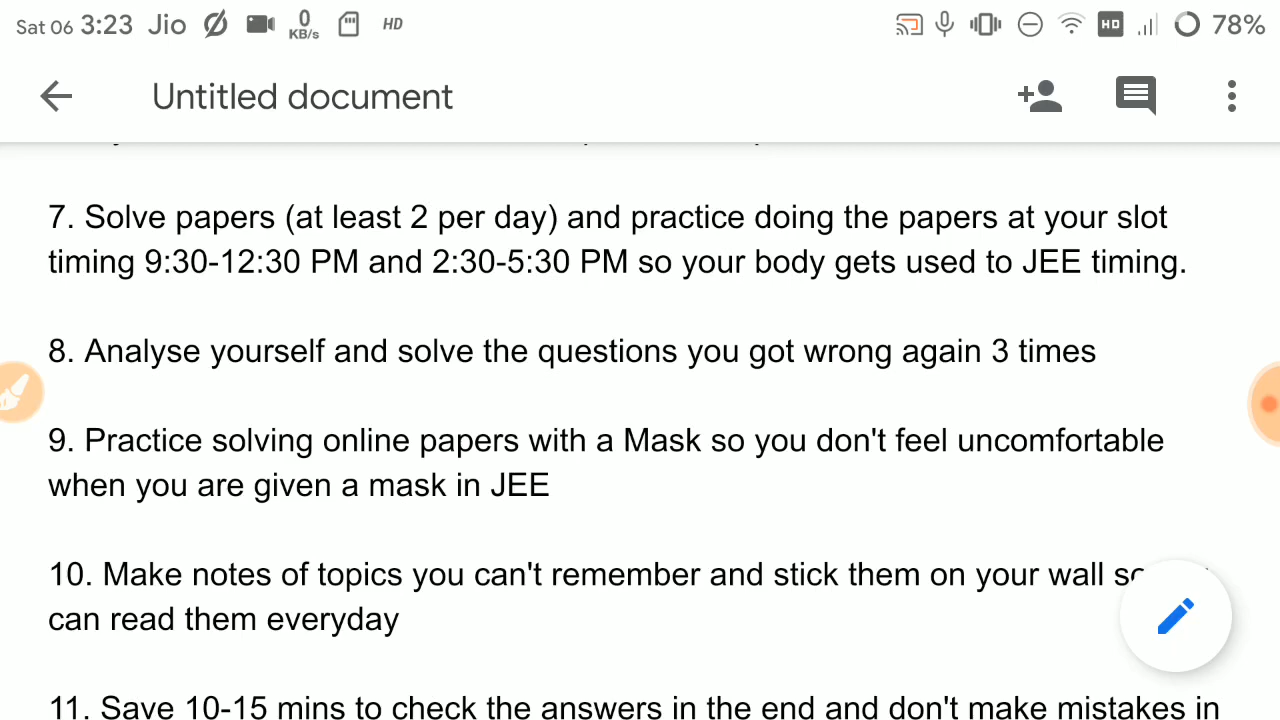 Sat 06 3:23 Jio 0 KB/s HD HD 78%
Untitled document
7. Solve papers (at least 2 per day) and practice doing the papers at your slot
timing 9:30-12:30 PM and 2:30-5:30 PM so your body gets used to JEE timing.
8. Analyse yourself and solve the questions you got wrong again 3 times
9. Practice solving online papers with a Mask so you don't feel uncomfortable
when you are given a mask in JEE
10. Make notes of topics you can't remember and stick them on your wall so
can read them everyday
11. Save 10-15 mins to check the answers in the end and don't make mistakes in